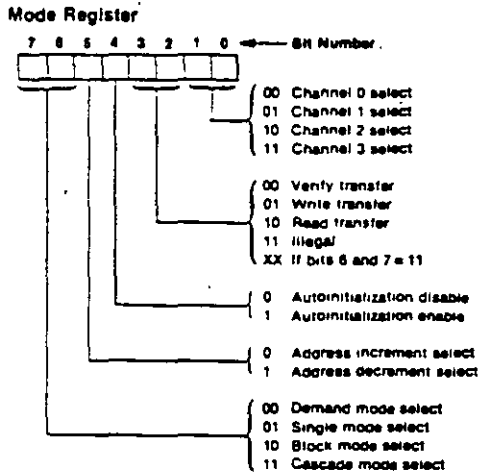 Mode Register
7 6 5 4 3 2 1 0 Bit Number
00 Channel 0 select
01 Channel 1 select
10 Channel 2 select
11 Channel 3 select
00 Verify transfer
01 Write transfer
10 Read transfer
11 Illegal
XX If bits 6 and 7 = 11
0 Autoinitialization disable
1 Autoinitialization enable
0 Address increment select
1 Address decrement select
00 Demand mode select
01 Single mode select
10 Block mode select
11 Cascade mode select